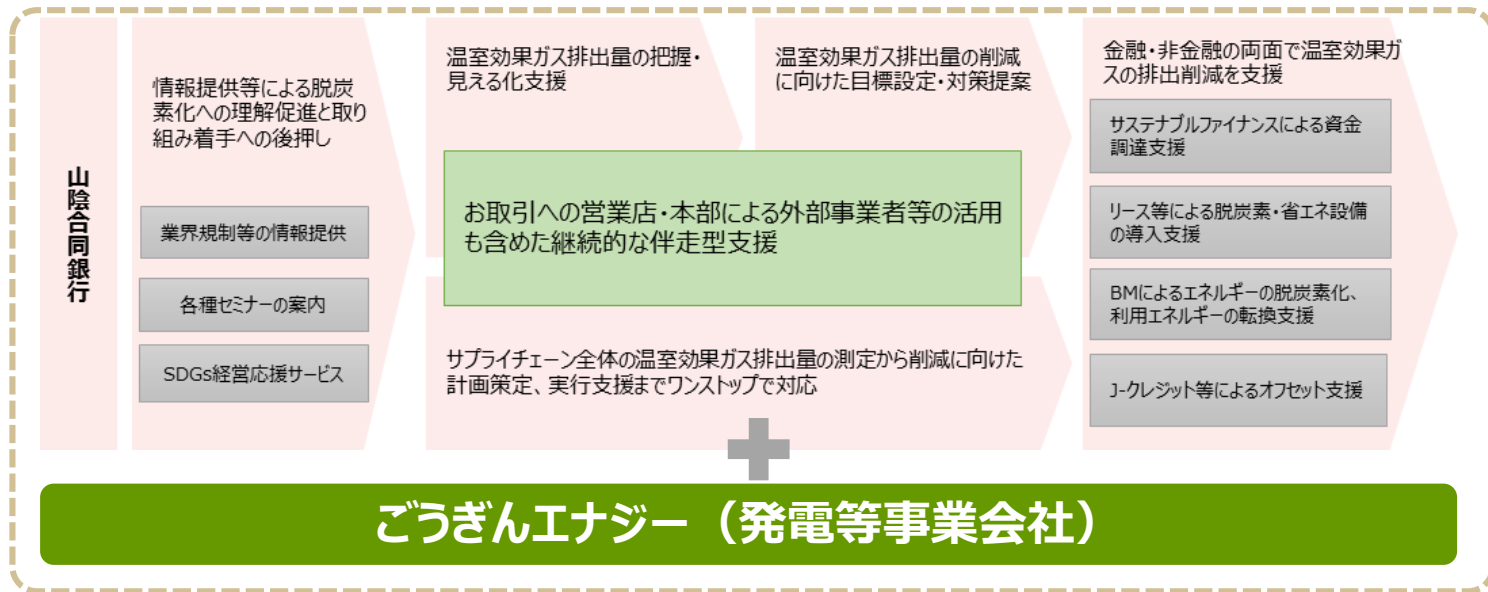 山陰合同銀行
情報提供等による脱炭
素化への理解促進と取り
組み着手への後押し
業界規制等の情報提供
各種セミナーの案内
SDGs経営応援サービス
温室効果ガス排出量の把握・
見える化支援
温室効果ガス排出量の削減
に向けた目標設定・対策提案
お取引への営業店・本部による外部事業者等の活用
も含めた継続的な伴走型支援
サプライチェーン全体の温室効果ガス排出量の測定から削減に向けた
計画策定、実行支援までワンストップで対応
金融・非金融の両面で温室効果ガ
スの排出削減を支援
サステナブルファイナンスによる資金
調達支援
リース等による脱炭素・省エネ設備
の導入支援
BMによるエネルギーの脱炭素化、
利用エネルギーの転換支援
J-クレジット等によるオフセット支援
ごうぎんエナジー（発電等事業会社）